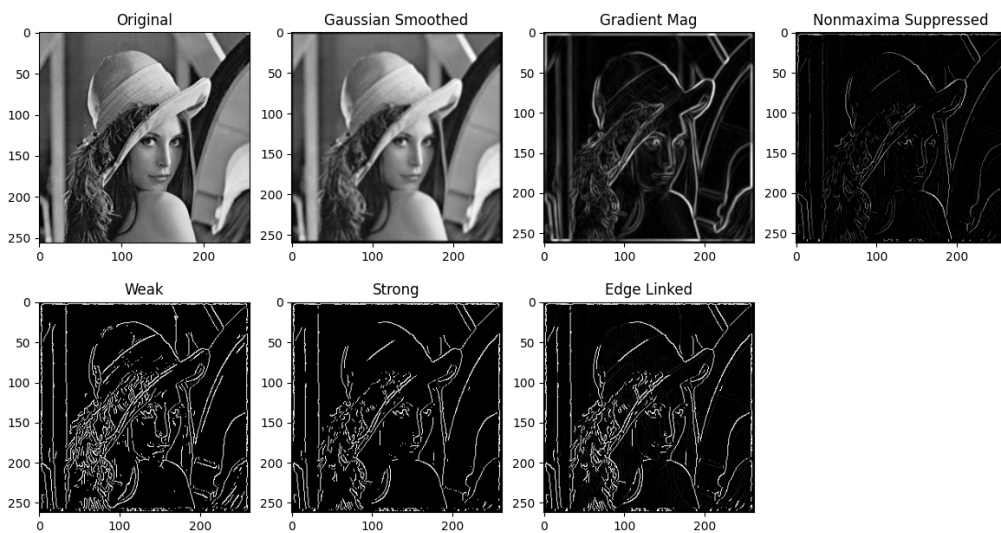 Original Gaussian Smoothed Gradient Mag Nonmaxima Suppressed
0 0 0 0
50 50 50 50
100 100 100 100
150 150 150 150
200 200 200 200
250 250 250 250
0 100 200 0 100 200 0 100 200 0 100 200
Weak Strong Edge Linked
0 0 0
50 50 50
100 100 100
150 150 150
200 200 200
250 250 250
0 100 200 0 100 200 0 100 200